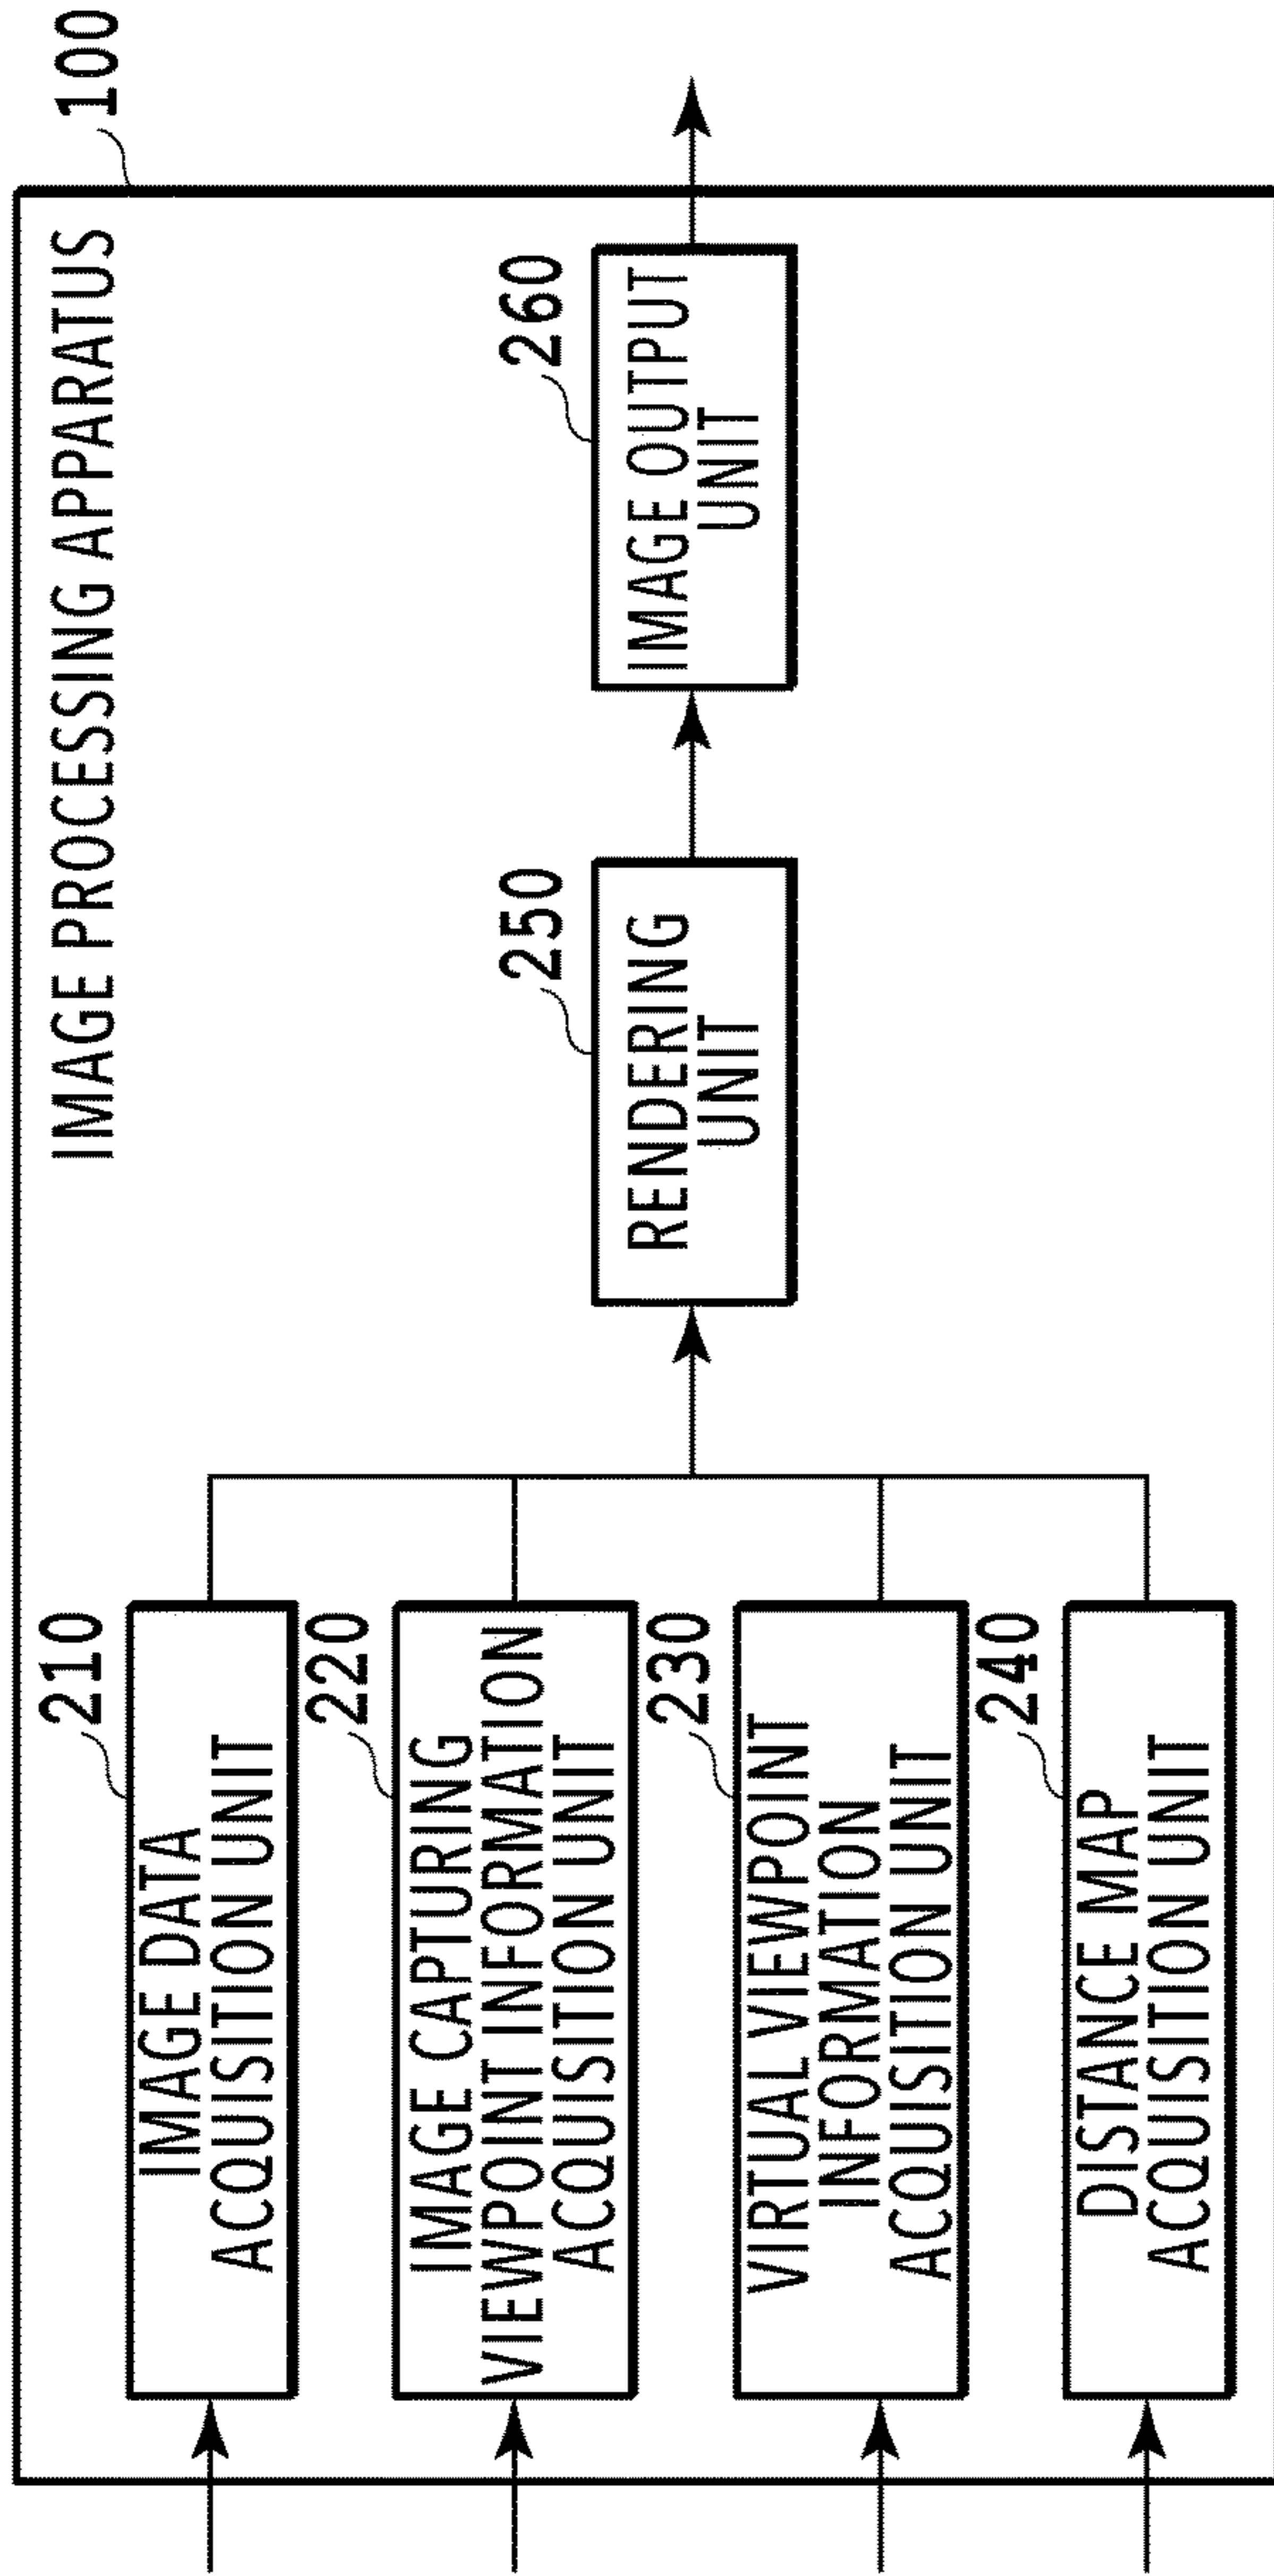 100
IMAGE PROCESSING APPARATUS
210
IMAGE DATA
ACQUISITION UNIT
220
IMAGE CAPTURING
VIEWPOINT INFORMATION
ACQUISITION UNIT
230
VIRTUAL VIEWPOINT
INFORMATION
ACQUISITION UNIT
240
DISTANCE MAP
ACQUISITION UNIT
250
RENDERING
UNIT
260
IMAGE OUTPUT
UNIT